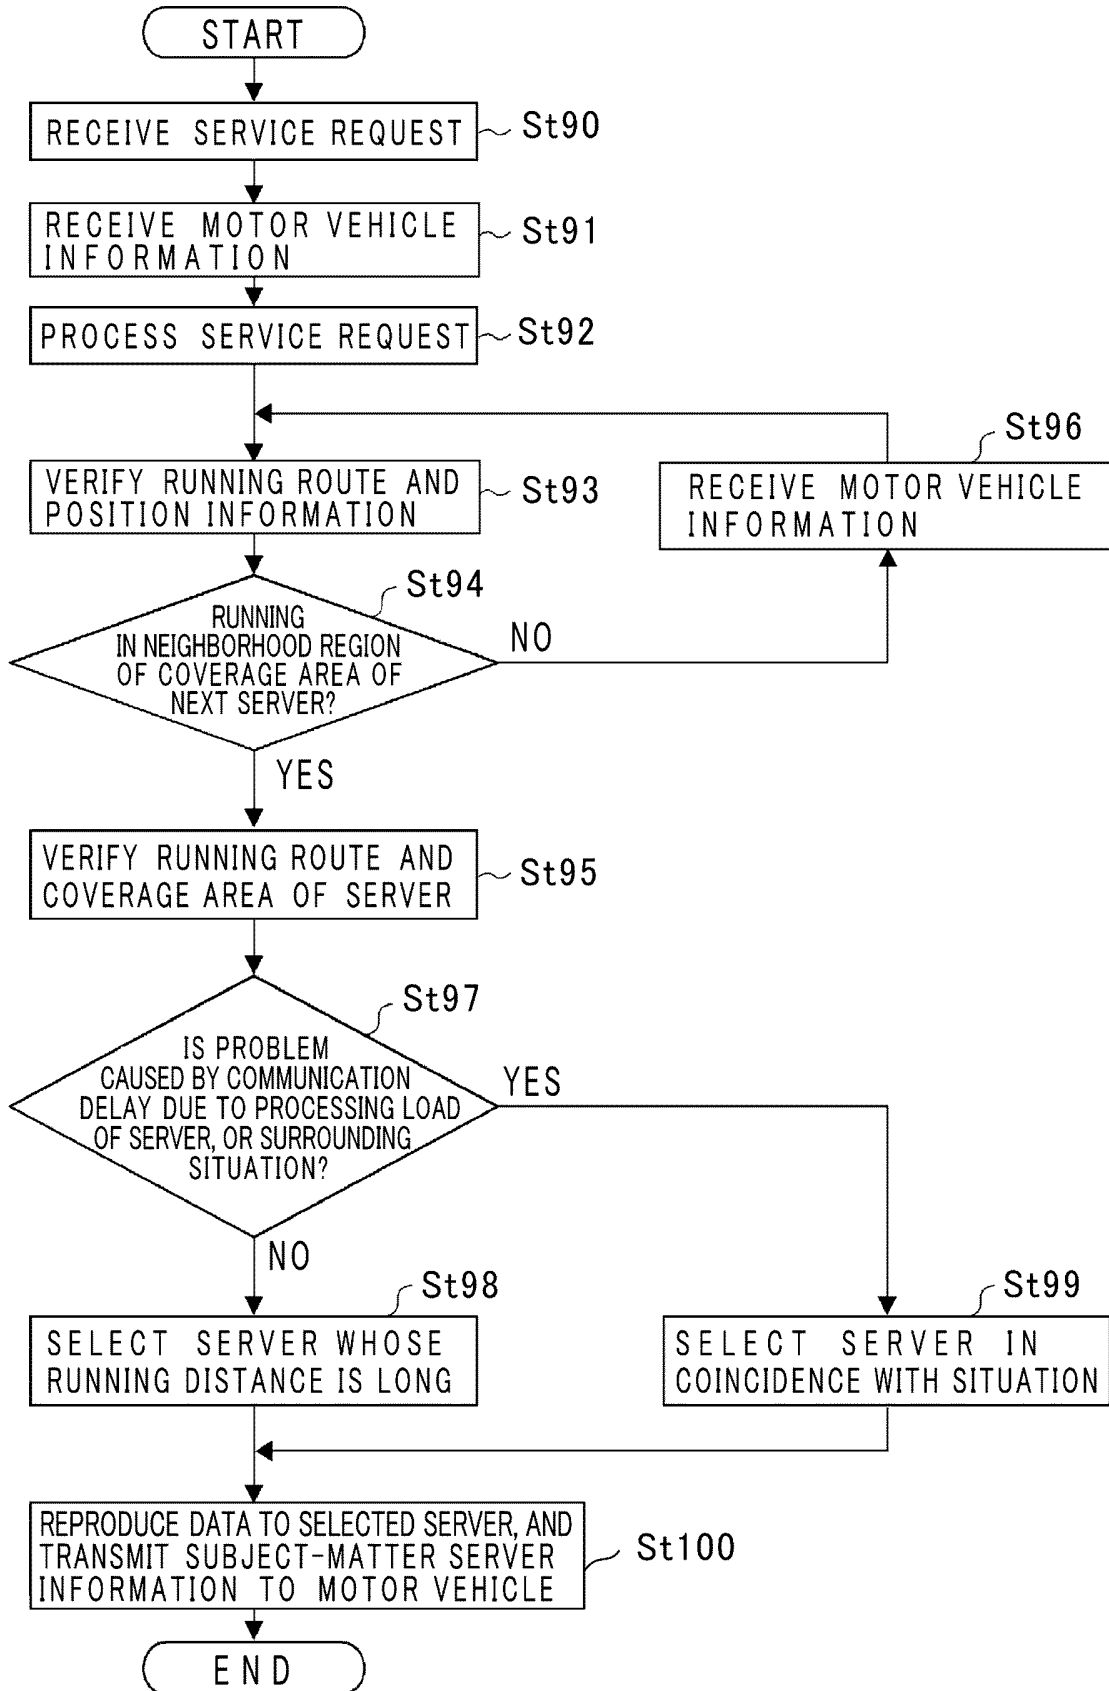 START
RECEIVE SERVICE REQUEST
St90
RECEIVE MOTOR VEHICLE
INFORMATION
St91
PROCESS SERVICE REQUEST
St92
VERIFY RUNNING ROUTE AND
POSITION INFORMATION
St93
St96
RECEIVE MOTOR VEHICLE
INFORMATION
St94
RUNNING
IN NEIGHBORHOOD REGION
OF COVERAGE AREA OF
NEXT SERVER?
NO
YES
VERIFY RUNNING ROUTE AND
COVERAGE AREA OF SERVER
St95
St97
IS PROBLEM
CAUSED BY COMMUNICATION
DELAY DUE TO PROCESSING LOAD
OF SERVER, OR SURROUNDING
SITUATION?
YES
NO
St98
SELECT SERVER WHOSE
RUNNING DISTANCE IS LONG
St99
SELECT SERVER IN
COINCIDENCE WITH SITUATION
REPRODUCE DATA TO SELECTED SERVER, AND
TRANSMIT SUBJECT-MATTER SERVER
INFORMATION TO MOTOR VEHICLE
St100
END